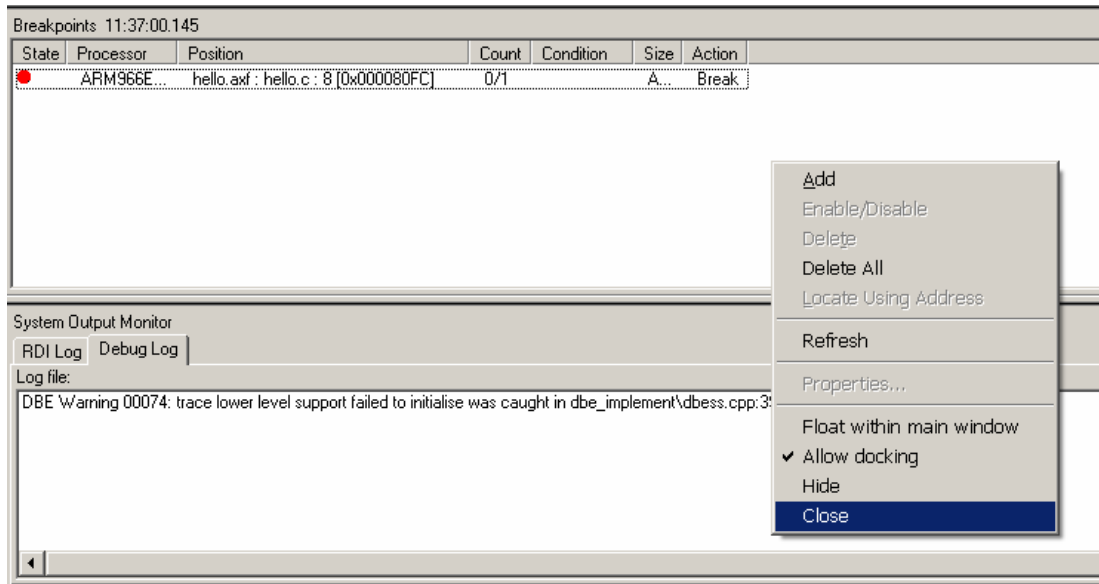 Breakpoints 11:37:00.145
State Processor Position Count Condition Size Action
ARM966E... hello.axf : hello.c : 8 [0x000080FC] 0/1 A... Break
Add
Enable/Disable
Delete
Delete All
Locate Using Address
Refresh
Properties...
Float within main window
Allow docking
Hide
Close
System Output Monitor
RDI Log Debug Log
Log file:
DBE Warning 00074: trace lower level support failed to initialise was caught in dbe_implement\dbess.cpp: